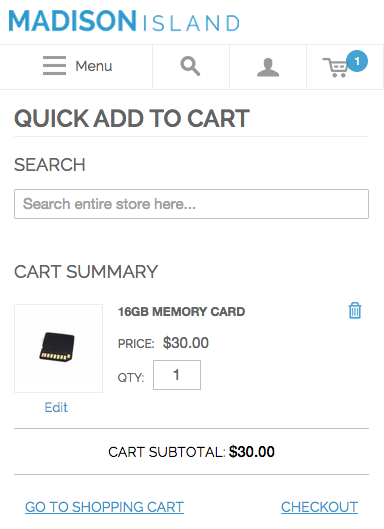 MADISON ISLAND
Menu
1
QUICK ADD TO CART
SEARCH
Search entire store here...
CART SUMMARY
16GB MEMORY CARD
PRICE: $30.00
QTY: 1
Edit
CART SUBTOTAL: $30.00
GO TO SHOPPING CART CHECKOUT